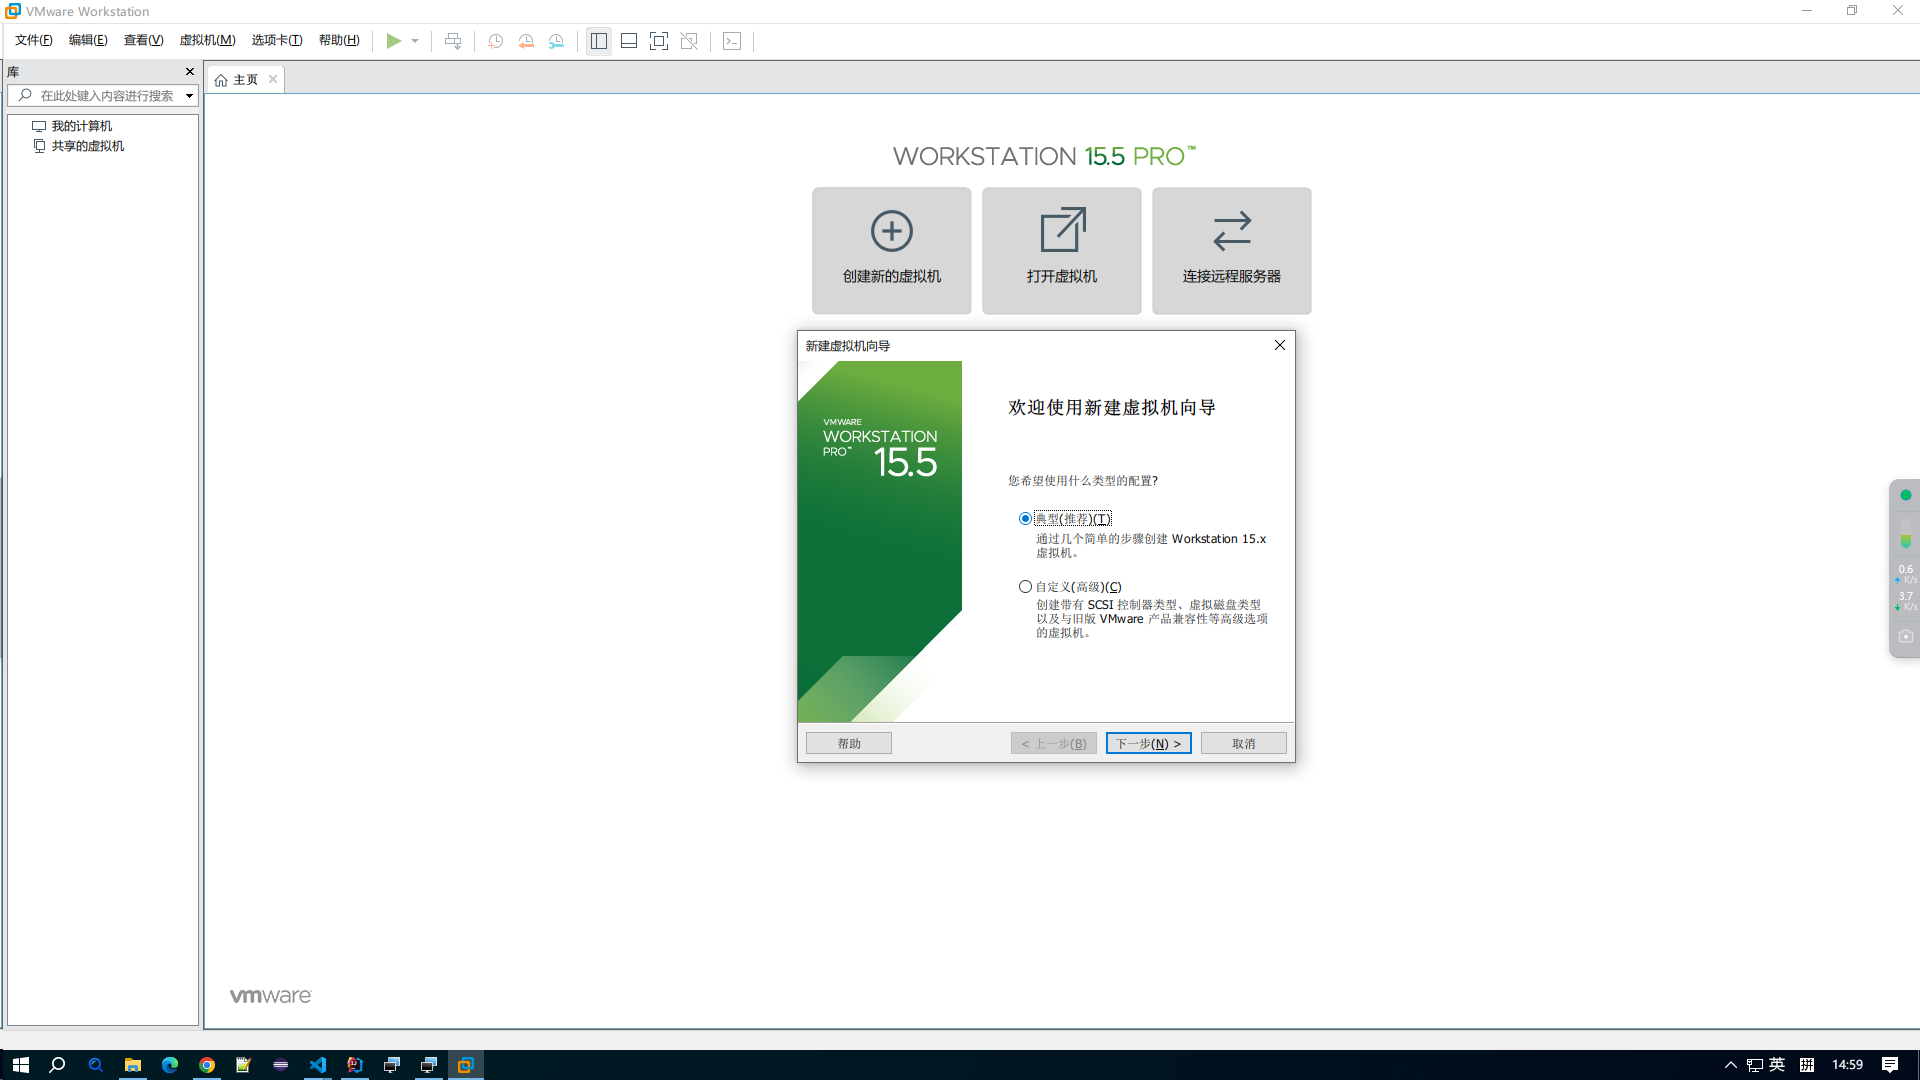 VMware Workstation
文件(F) 编辑(E) 查看(V) 虚拟机(M) 选项卡(T) 帮助(H)
库
在此处键入内容进行搜索
我的计算机
共享的虚拟机
主页
WORKSTATION 15.5 PRO™
创建新的虚拟机
打开虚拟机
连接远程服务器
新建虚拟机向导
VMWARE
WORKSTATION
PRO™ 15.5
欢迎使用新建虚拟机向导
您希望使用什么类型的配置?
典型(推荐)(T)
通过几个简单的步骤创建 Workstation 15.x
虚拟机。
自定义(高级)(C)
创建带有 SCSI 控制器类型、虚拟磁盘类型
以及与旧版 VMware 产品兼容性等高级选项
的虚拟机。
帮助
< 上一步(B)
下一步(N) >
取消
0.6
K/s
3.7
K/s
vmware
英
拼
14:59